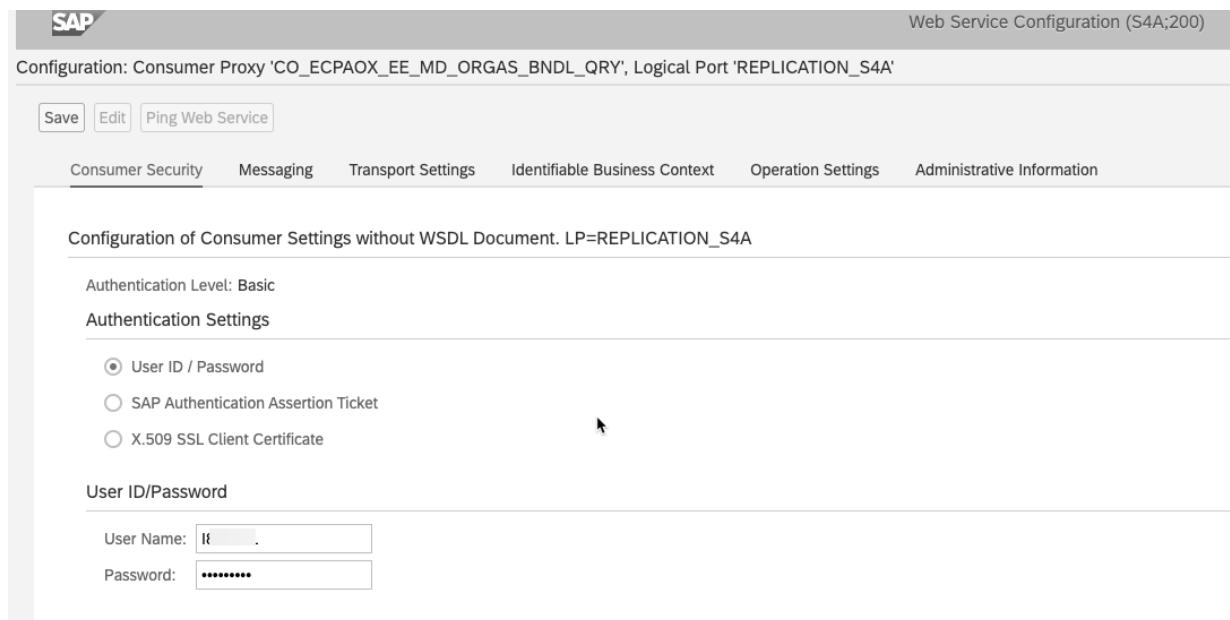 SAP
Web Service Configuration (S4A;200)
Configuration: Consumer Proxy 'CO_ECPAOX_EE_MD_ORGAS_BNDL_QRY', Logical Port 'REPLICATION_S4A'
Save Edit Ping Web Service
Consumer Security Messaging Transport Settings Identifiable Business Context Operation Settings Administrative Information
Configuration of Consumer Settings without WSDL Document. LP=REPLICATION_S4A
Authentication Level: Basic
Authentication Settings
User ID / Password
SAP Authentication Assertion Ticket
X.509 SSL Client Certificate
User ID/Password
User Name:
Password: •••••••••